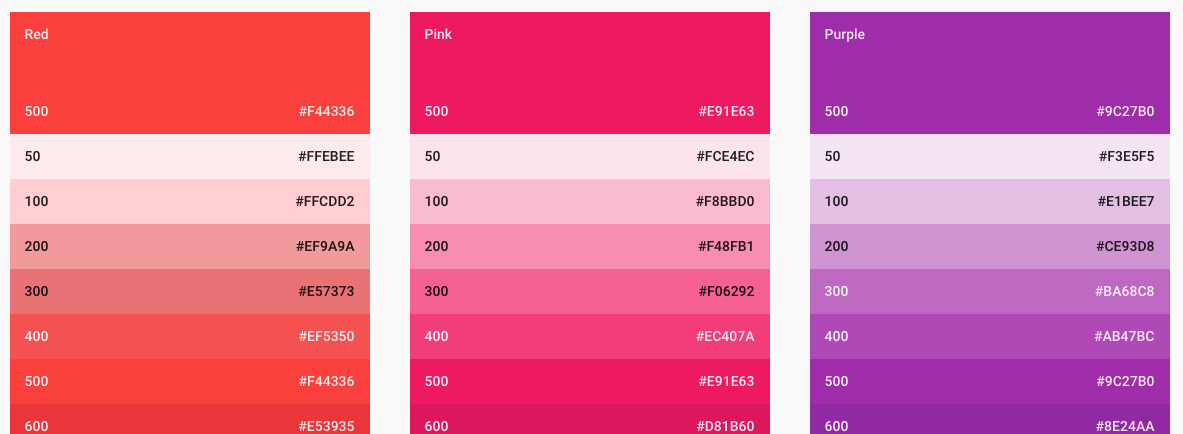 Red
500 #F44336
50 #FFEBEE
100 #FFCDD2
200 #EF9A9A
300 #E57373
400 #EF5350
500 #F44336
600 #E53935
Pink
500 #E91E63
50 #FCE4EC
100 #F8BBD0
200 #F48FB1
300 #F06292
400 #EC407A
500 #E91E63
600 #D81B60
Purple
500 #9C27B0
50 #F3E5F5
100 #E1BEE7
200 #CE93D8
300 #BA68C8
400 #AB47BC
500 #9C27B0
600 #8E24AA